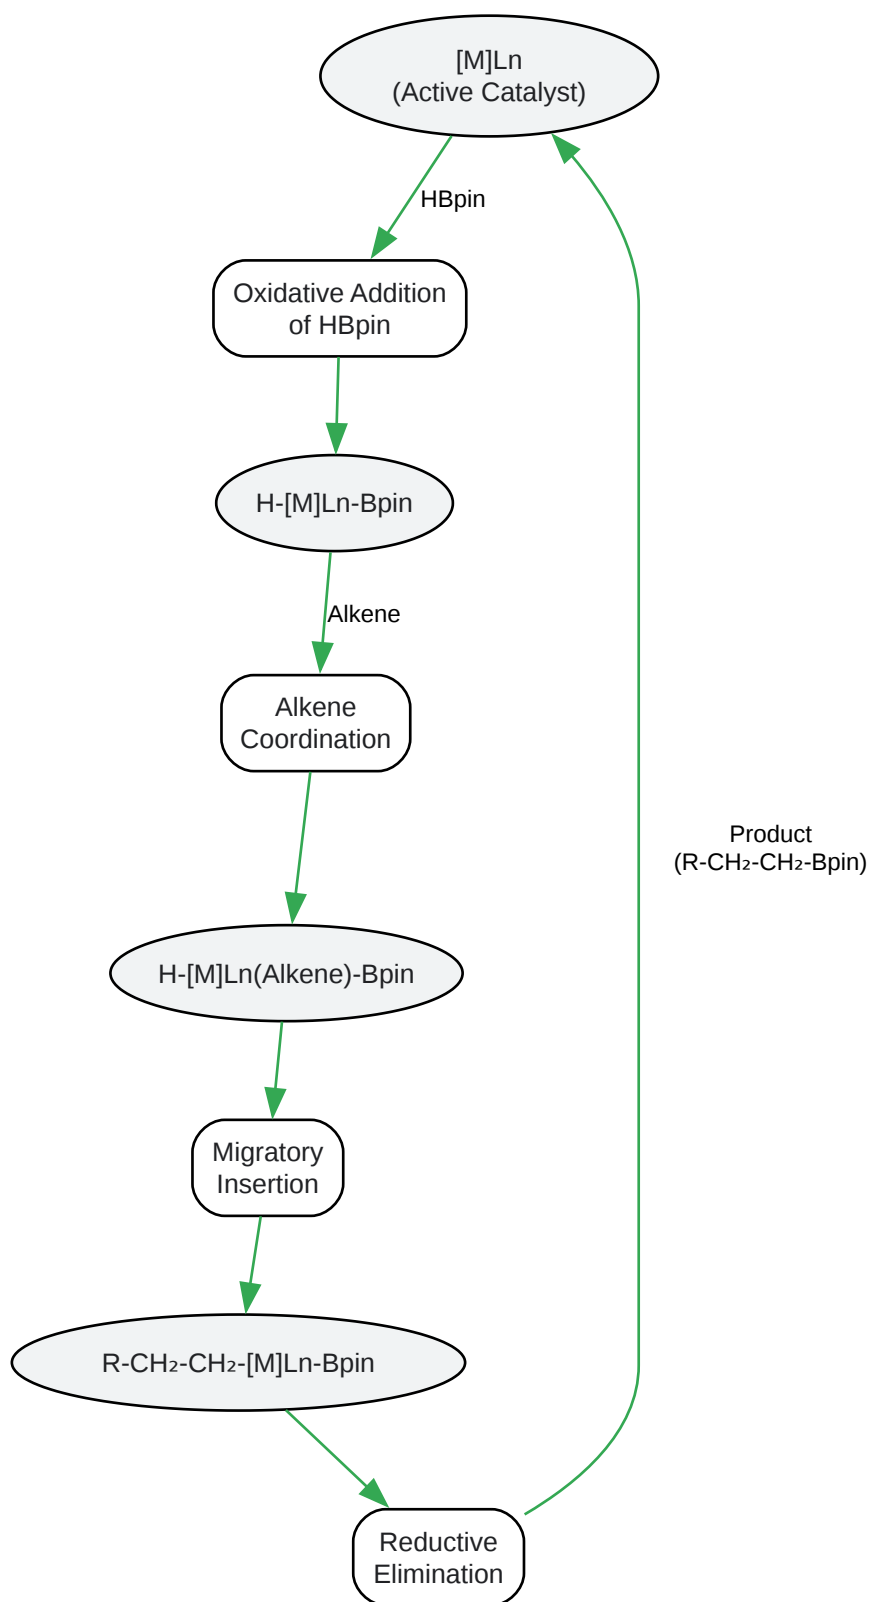 [M]Ln
(Active Catalyst)
HBpin
Oxidative Addition
of HBpin
H-[M]Ln-Bpin
Alkene
Alkene
Coordination
Product
(R-CH₂-CH₂-Bpin)
H-[M]Ln(Alkene)-Bpin
Migratory
Insertion
R-CH₂-CH₂-[M]Ln-Bpin
Reductive
Elimination